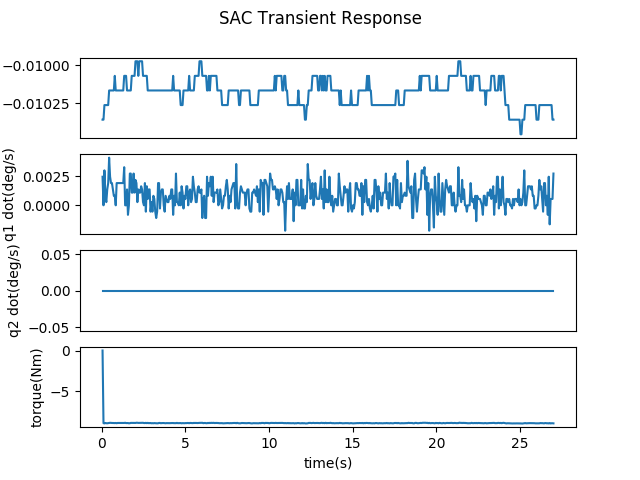 SAC Transient Response
−0.01000
−0.01025
q1 dot(deg/s)
0.0025
0.0000
q2 dot(deg/s)
0.05
0.00
−0.05
torque(Nm)
0
−5
0 5 10 15 20 25
time(s)